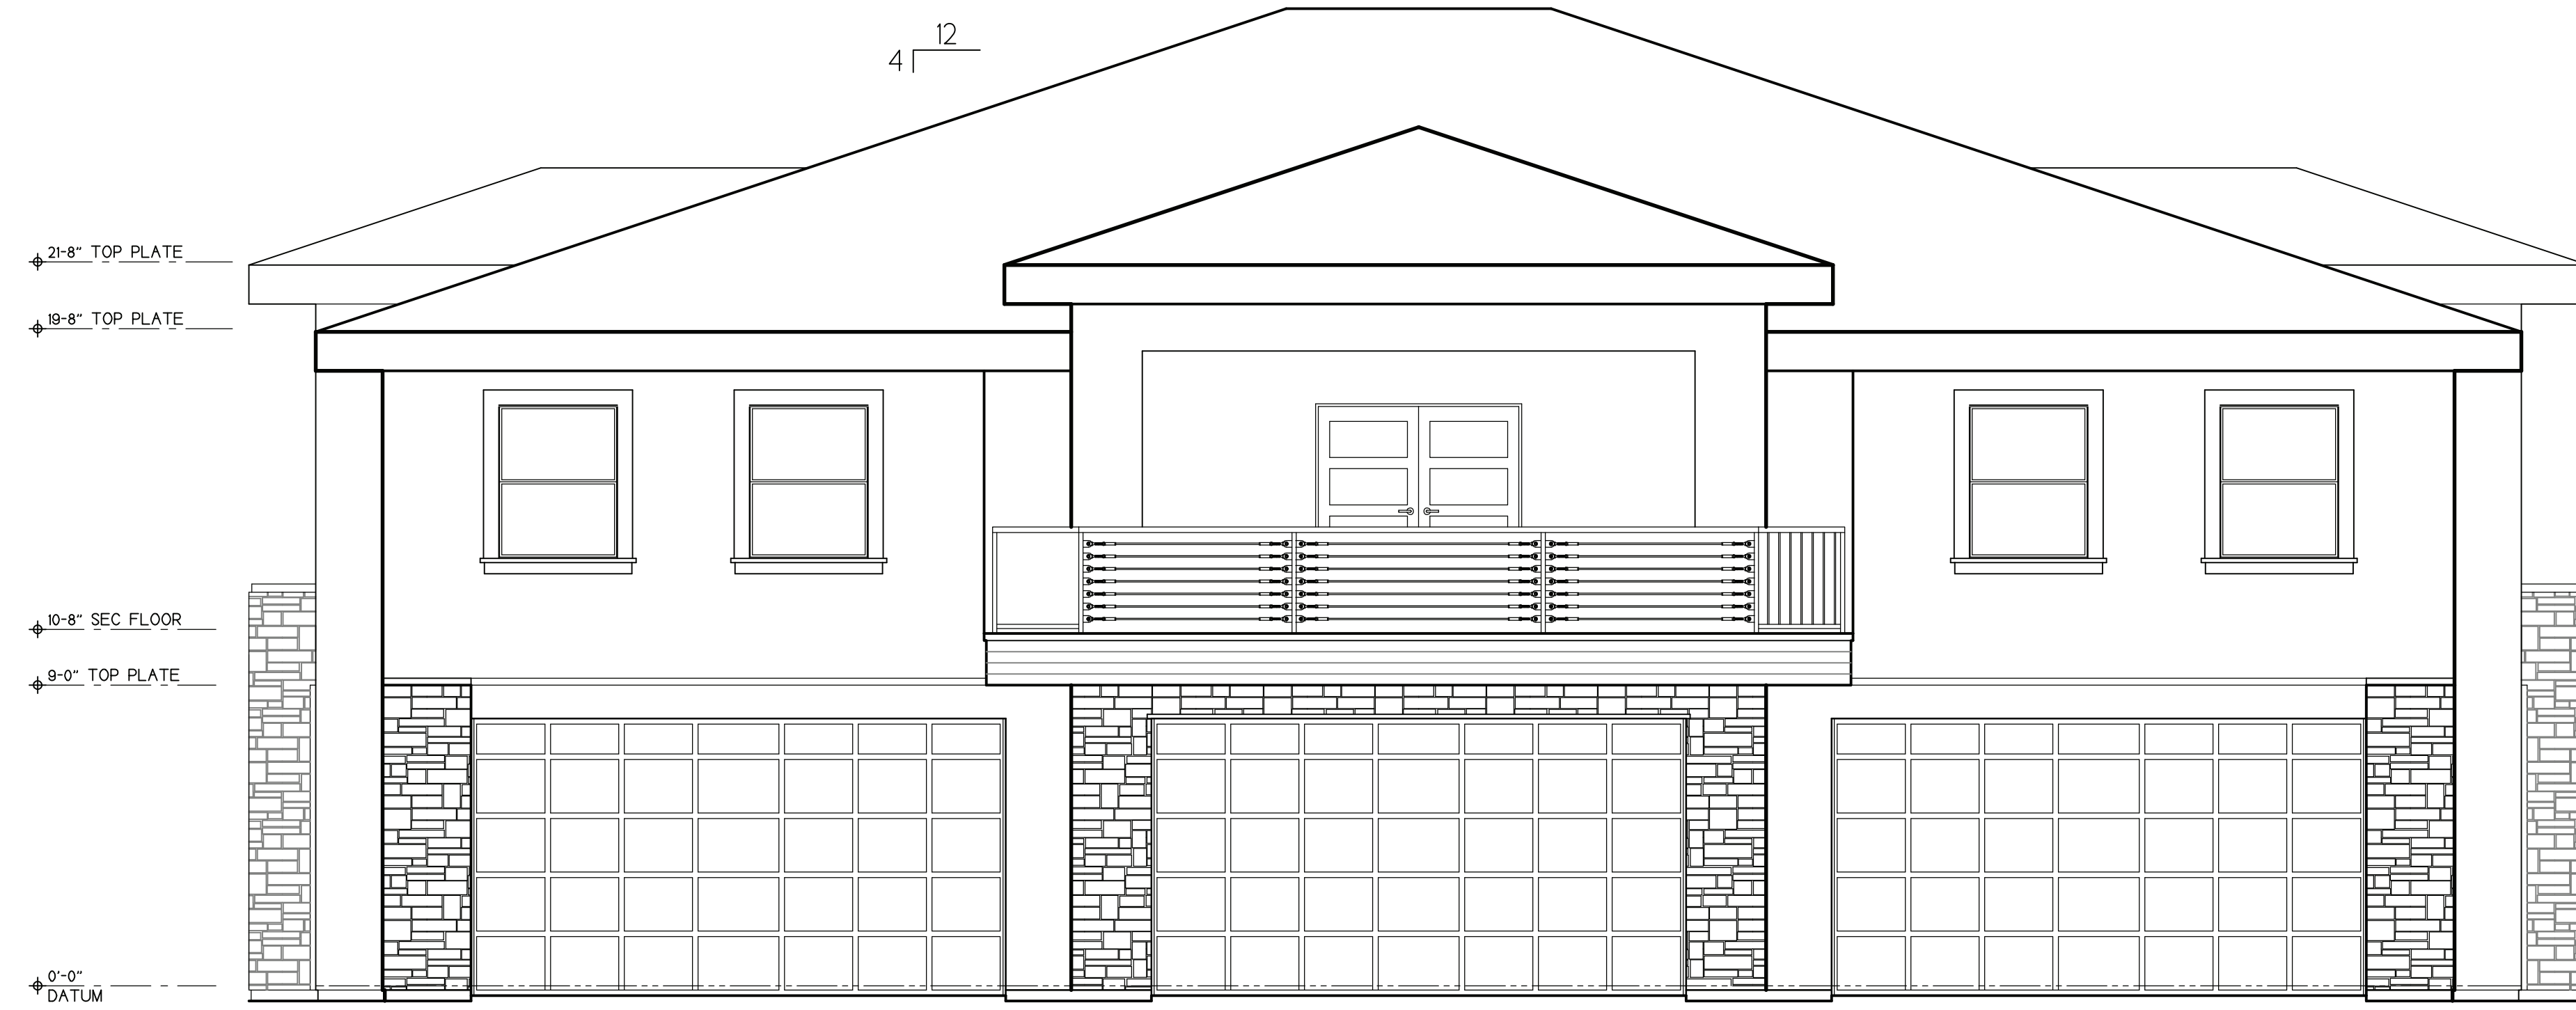 12
4
21-8" TOP PLATE
19-8" TOP PLATE
10-8" SEC FLOOR
9-0" TOP PLATE
0'-0"
DATUM